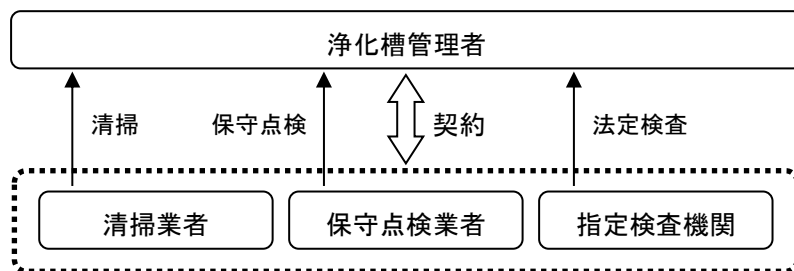 浄化槽管理者
清掃
保守点検
契約
法定検査
清掃業者
保守点検業者
指定検査機関